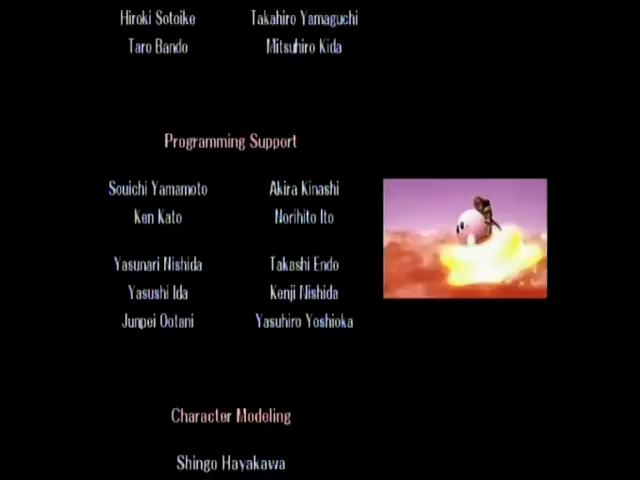 Hiroki Sotoike Takahiro Yamaguchi
Taro Bando Mitsuhiro Kida
Programming Support
Souichi Yamamoto Akira Kinashi
Ken Kato Norihito Ito
Yasunari Nishida Takashi Endo
Yasushi Ida Kenji Nishida
Junpei Ootani Yasuhiro Yoshioka
Character Modeling
Shingo Hayakawa